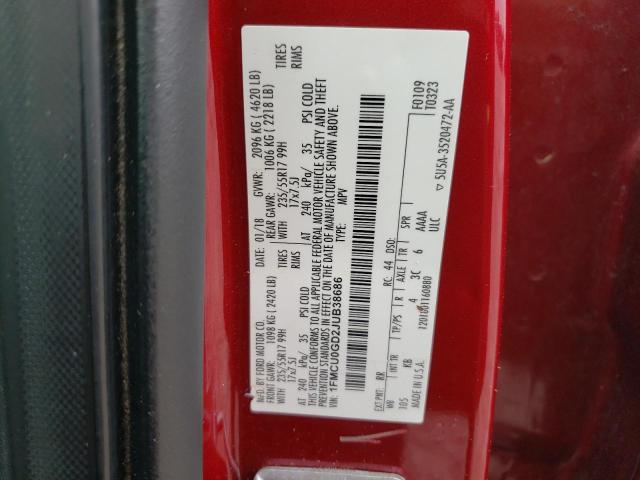 MFD. BY FORD MOTOR CO. DATE: 01/18 GVWR: 2096 KG ( 4620 LB)
FRONT GAWR: 1098 KG ( 2420 LB) REAR GAWR: 1006 KG ( 2218 LB)
WITH 235/55R17 99H TIRES WITH 235/55R17 99H TIRES
17x7.5J RIMS 17x7.5J RIMS
AT 240 kPa/ 35 PSI COLD AT 240 kPa/ 35 PSI COLD
THIS VEHICLE CONFORMS TO ALL APPLICABLE FEDERAL MOTOR VEHICLE SAFETY AND THEFT
PREVENTION STANDARDS IN EFFECT ON THE DATE OF MANUFACTURE SHOWN ABOVE.
VIN: 1FMCU0GD2JUB38686 TYPE: MPV
F0109
T0323
EXT PNT: RR RC: 44 DSO:
WB INT TR TP/PS R AXLE TR SPR
105 KB 4 3C 6 AAAA
ULC
▽ 5U5A-3520472-AA